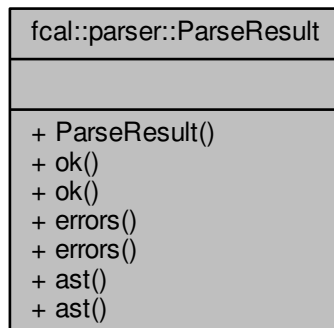 fcal::parser::ParseResult
+ ParseResult()
+ ok()
+ ok()
+ errors()
+ errors()
+ ast()
+ ast()